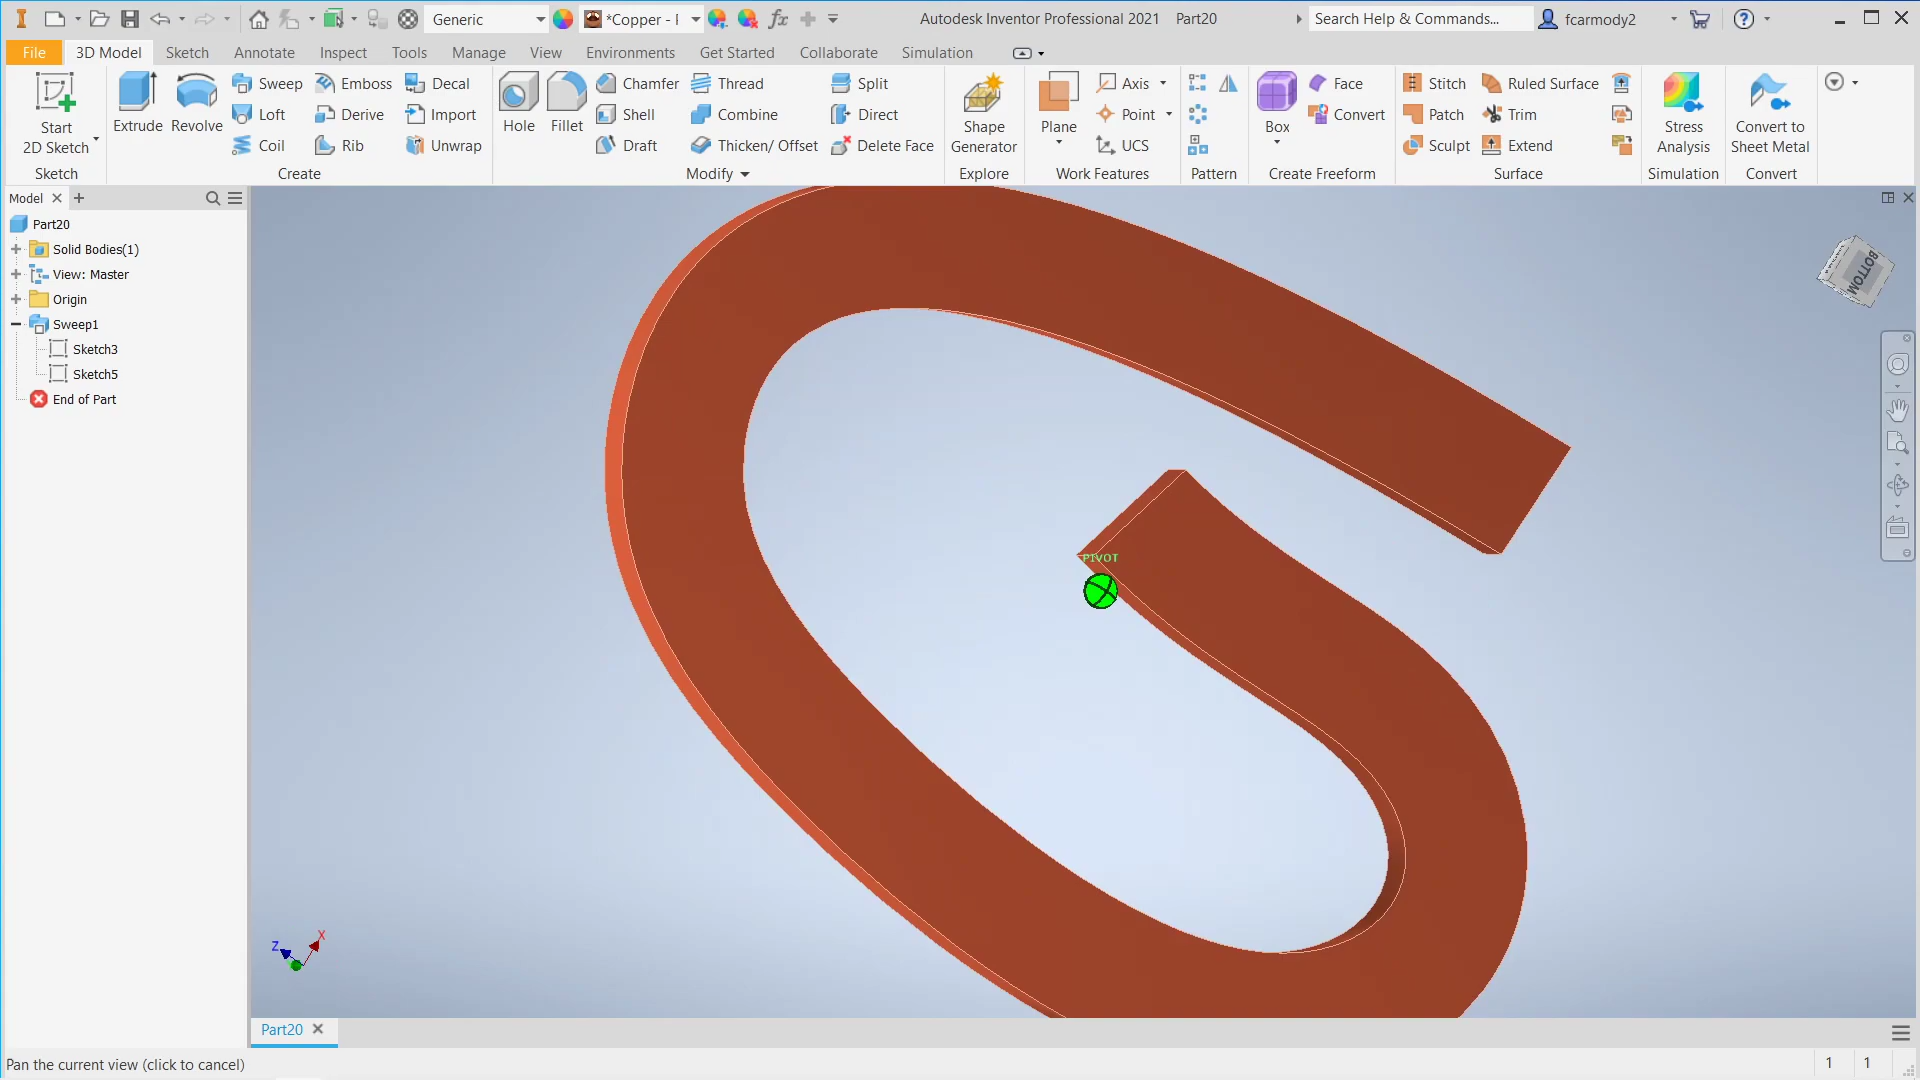 Generic
*Copper - F
Autodesk Inventor Professional 2021 Part20
Search Help & Commands...
fcarmody2
File 3D Model Sketch Annotate Inspect Tools Manage View Environments Get Started Collaborate Simulation
Start
2D Sketch
Sketch
Extrude
Revolve
Sweep
Loft
Coil
Emboss
Derive
Rib
Decal
Import
Unwrap
Create
Hole
Fillet
Chamfer
Shell
Draft
Thread
Combine
Thicken/ Offset
Split
Direct
Delete Face
Modify
Shape
Generator
Explore
Plane
Axis
Point
UCS
Work Features
Pattern
Box
Face
Convert
Create Freeform
Stitch
Patch
Sculpt
Ruled Surface
Trim
Extend
Surface
Stress
Analysis
Simulation
Convert to
Sheet Metal
Convert
Model
Part20
Solid Bodies(1)
View: Master
Origin
Sweep1
Sketch3
Sketch5
End of Part
BOTTOM
PIVOT
Z
X
Part20
Pan the current view (click to cancel)
1 1